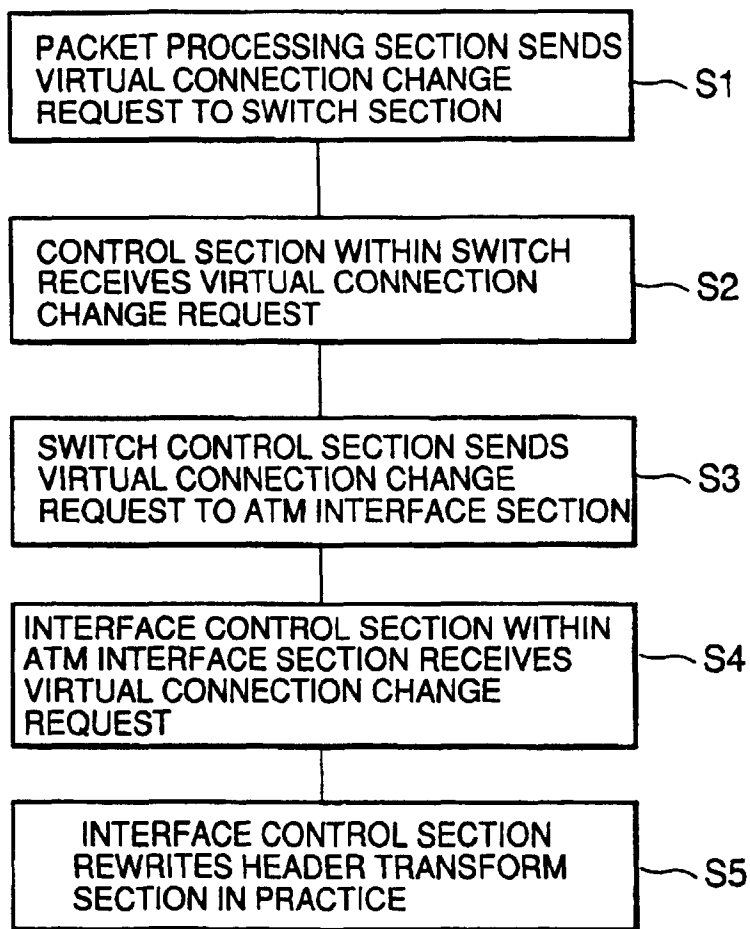 PACKET PROCESSING SECTION SENDS
VIRTUAL CONNECTION CHANGE
REQUEST TO SWITCH SECTION
S1
CONTROL SECTION WITHIN SWITCH
RECEIVES VIRTUAL CONNECTION
CHANGE REQUEST
S2
SWITCH CONTROL SECTION SENDS
VIRTUAL CONNECTION CHANGE
REQUEST TO ATM INTERFACE SECTION
S3
INTERFACE CONTROL SECTION WITHIN
ATM INTERFACE SECTION RECEIVES
VIRTUAL CONNECTION CHANGE
REQUEST
S4
INTERFACE CONTROL SECTION
REWRITES HEADER TRANSFORM
SECTION IN PRACTICE
S5